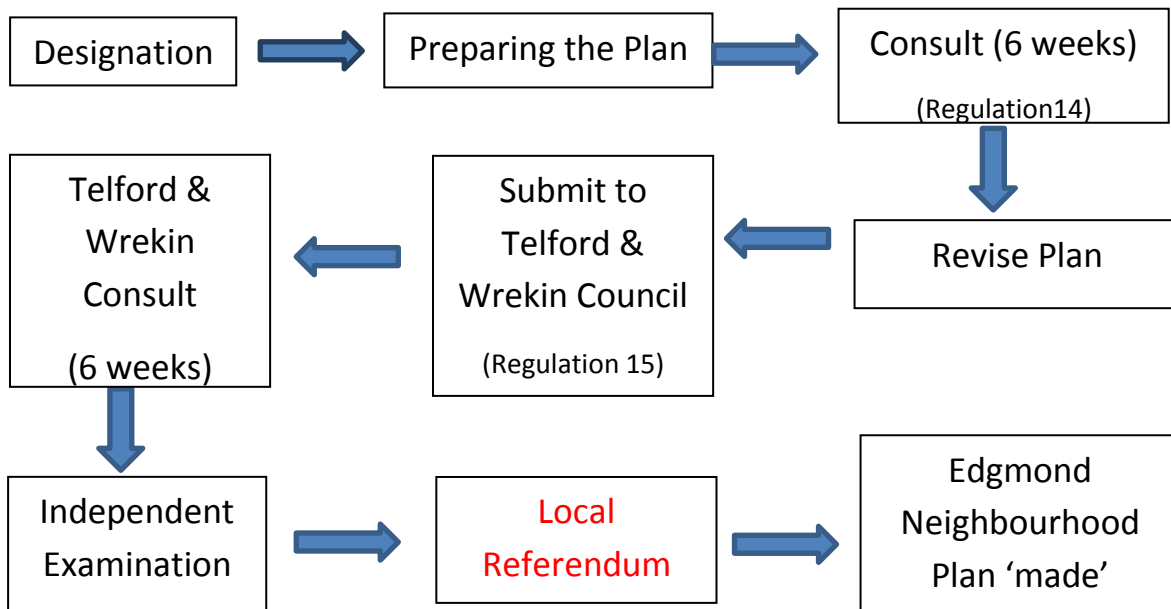 Designation
Preparing the Plan
Consult (6 weeks)
(Regulation14)
Revise Plan
Submit to
Telford &
Wrekin Council
(Regulation 15)
Telford &
Wrekin
Consult
(6 weeks)
Independent
Examination
Local
Referendum
Edgmond
Neighbourhood
Plan ‘made’